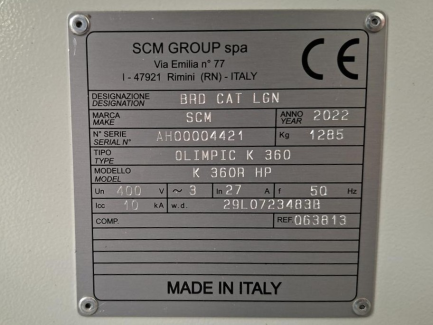 SCM GROUP spa
Via Emilia n° 77
I - 47921 Rimini (RN) - ITALY
CE
DESIGNAZIONE BRD CAT LGN
DESIGNATION
MARCA SCM ANNO 2022
MAKE YEAR
N° SERIE AH00004421 Kg 1285
SERIAL N°
TIPO OLIMPIC K 360
TYPE
MODELLO K 360R HP
MODEL
Un 400 V ~ 3 In 27 A f 50 Hz
Icc 10 kA w.d. 29L0723483B
COMP. REF. 063813
MADE IN ITALY